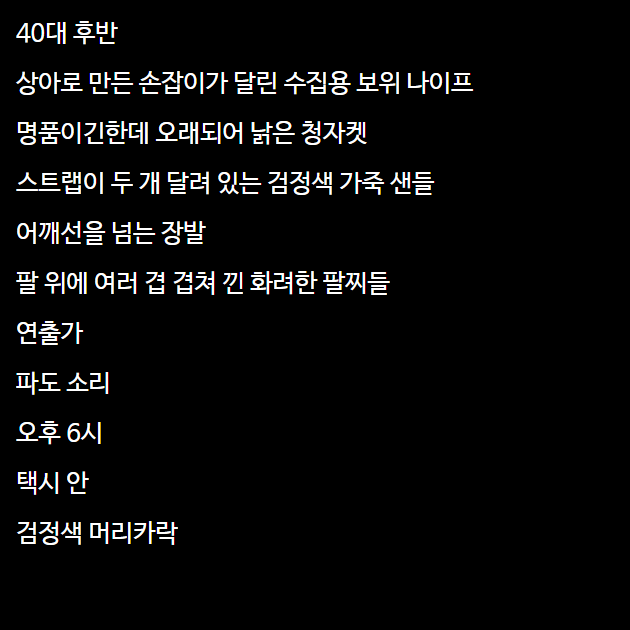 40대 후반
상아로 만든 손잡이가 달린 수집용 보위 나이프
명품이긴한데 오래되어 낡은 청자켓
스트랩이 두 개 달려 있는 검정색 가죽 샌들
어깨선을 넘는 장발
팔 위에 여러 겹 겹쳐 낀 화려한 팔찌들
연출가
파도 소리
오후 6시
택시 안
검정색 머리카락